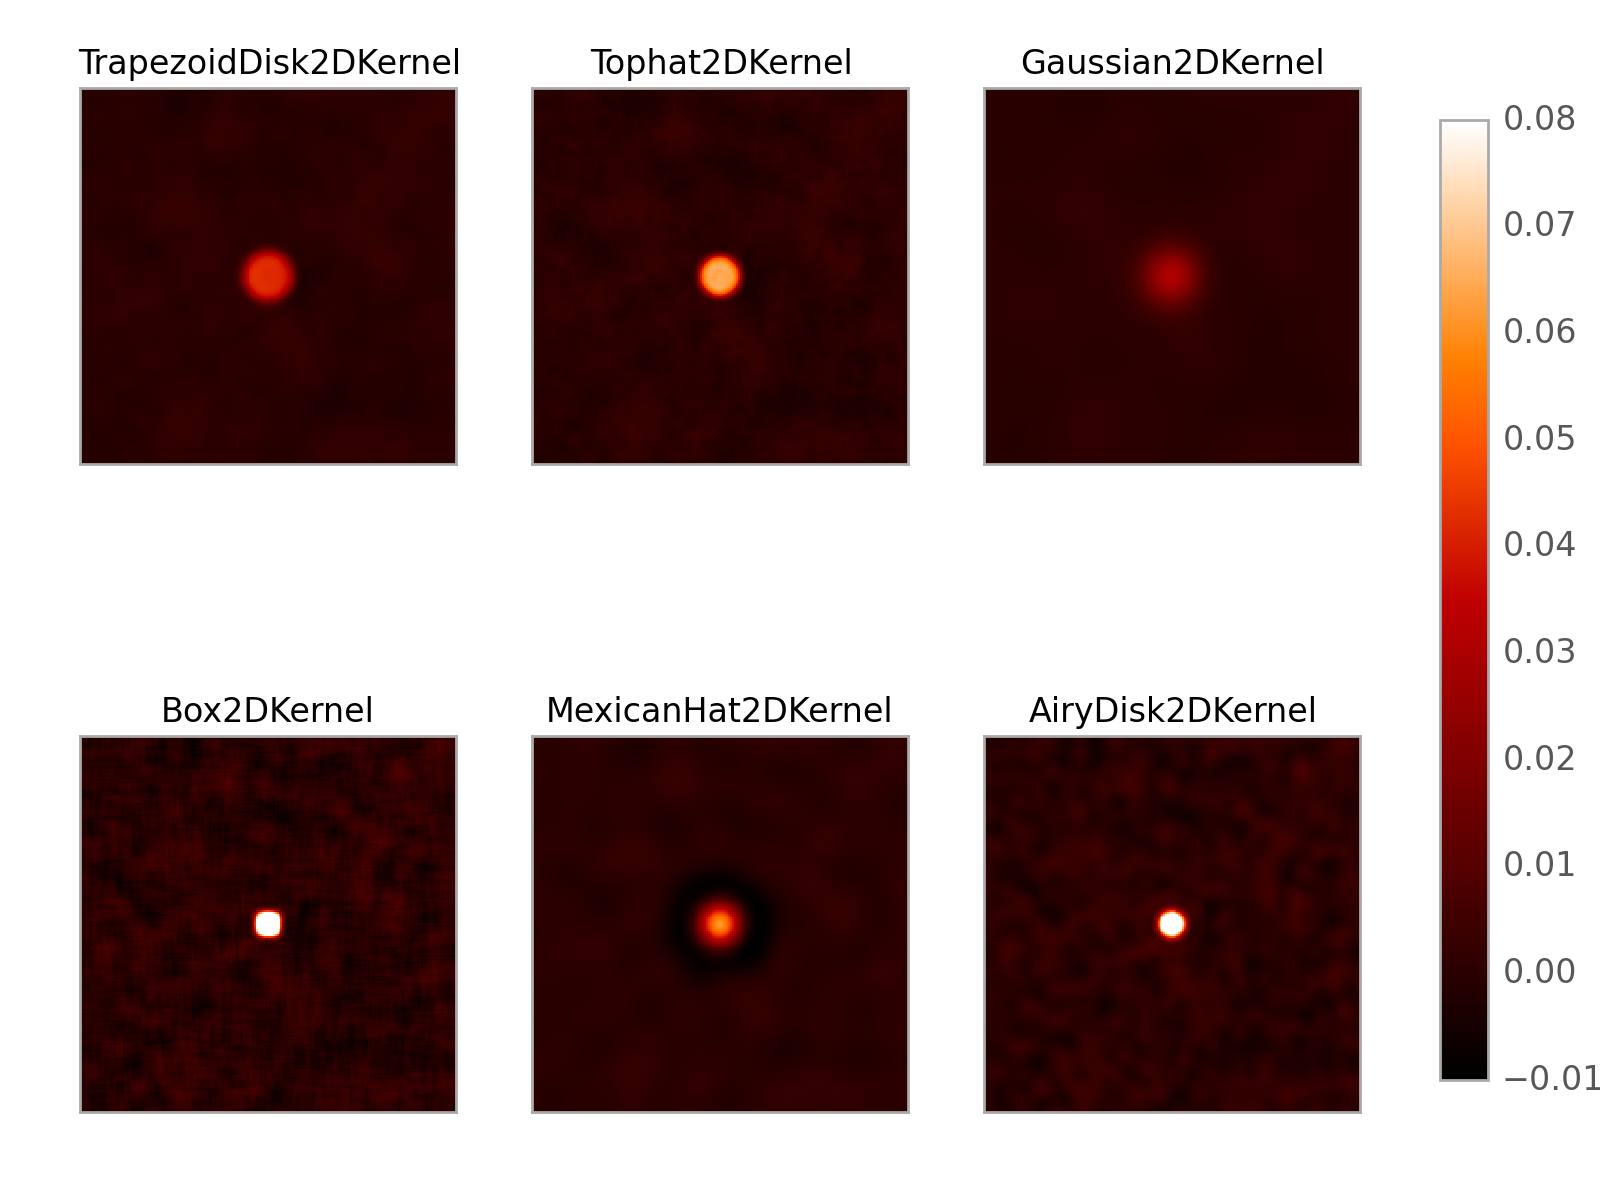 TrapezoidDisk2DKernel
Tophat2DKernel
Gaussian2DKernel
Box2DKernel
MexicanHat2DKernel
AiryDisk2DKernel
0.08
0.07
0.06
0.05
0.04
0.03
0.02
0.01
0.00
−0.01